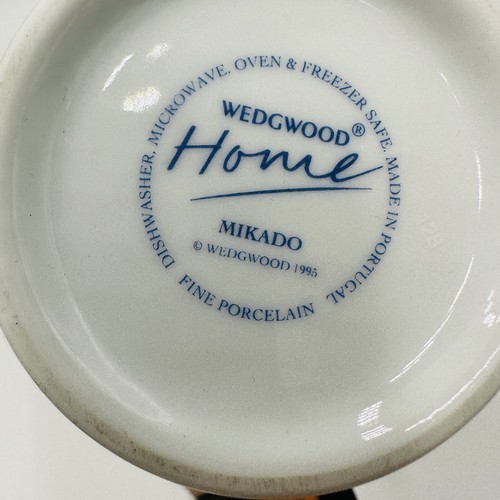 DISHWASHER, MICROWAVE, OVEN & FREEZER SAFE. MADE IN PORTUGAL
WEDGWOOD®
Home
MIKADO
© WEDGWOOD 1995
FINE PORCELAIN